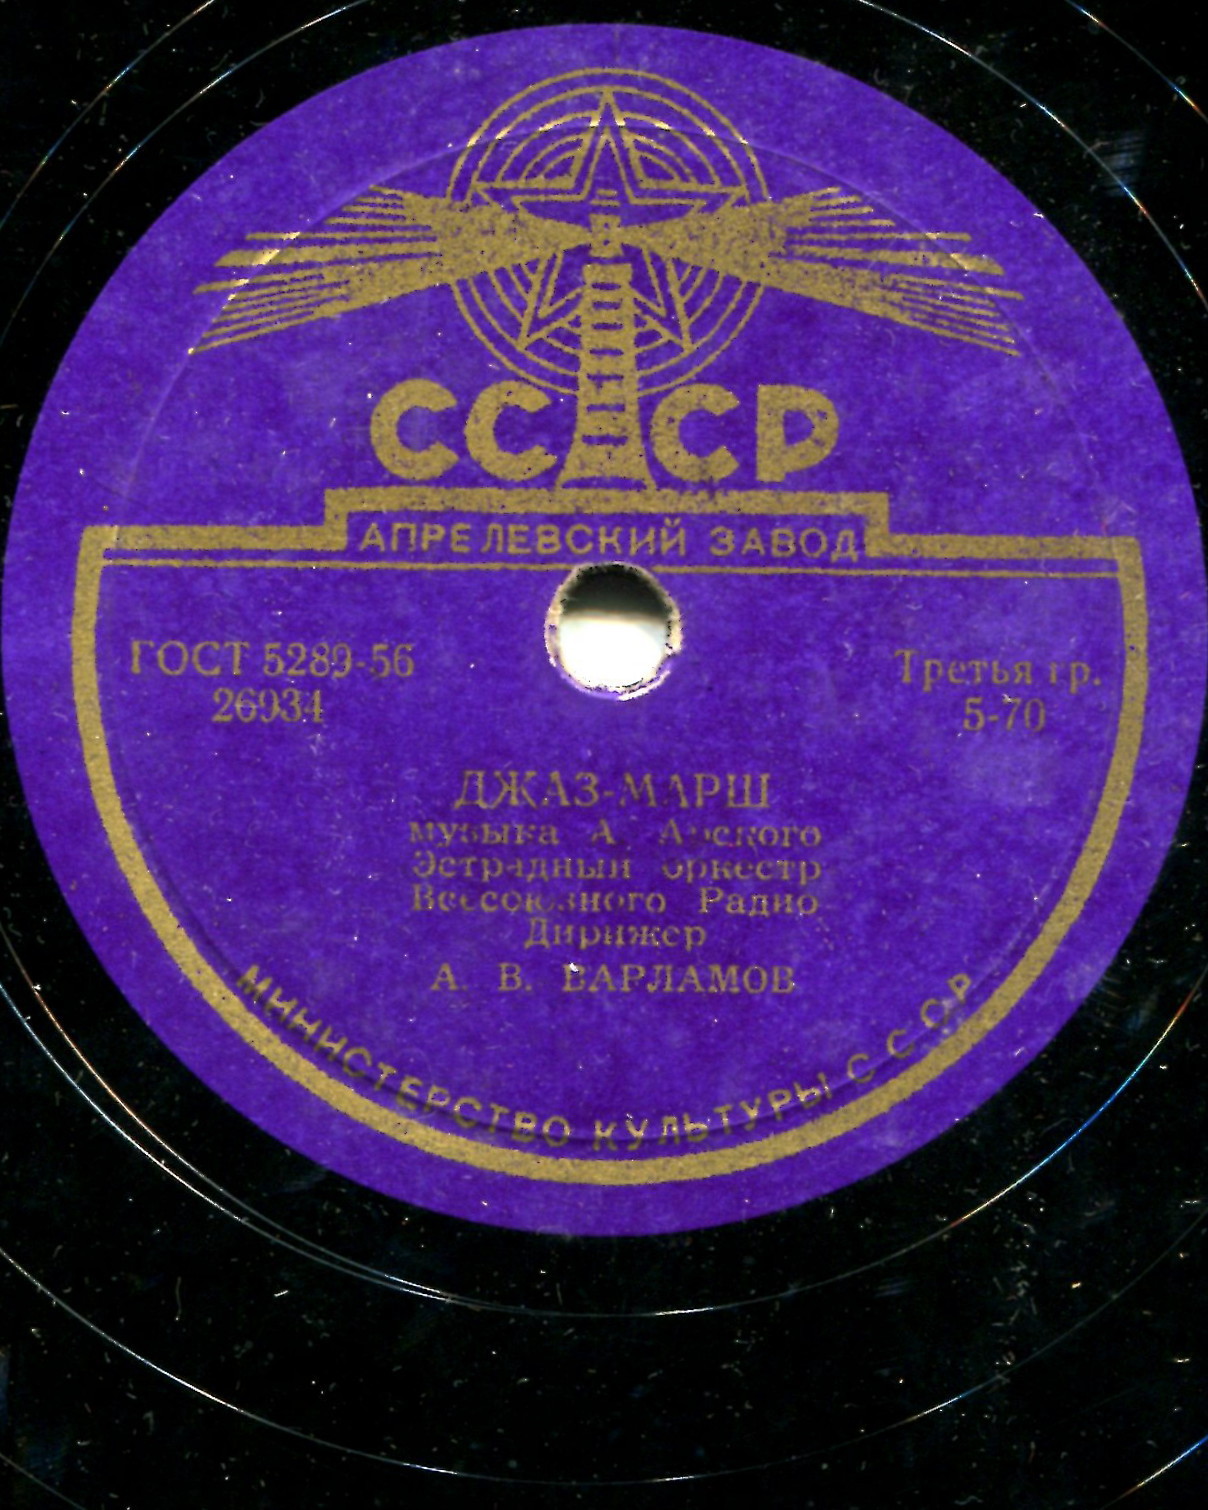 СССР
АПРЕЛЕВСКИЙ ЗАВОД
ГОСТ 5289-56
26934
Третья гр.
5-70
ДЖАЗ-МАРШ
музыка А.
Эстрадный оркестр
Всесоюзного Радио
Дирижер
А. В. ВАРЛАМОВ
МИНИСТЕРСТВО КУЛЬТУРЫ СССР